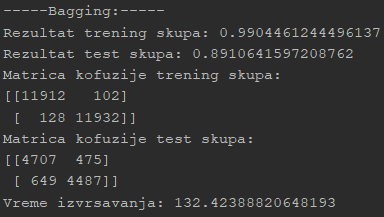 -----Bagging:-----
Rezultat trening skupa: 0.9904461244496137
Rezultat test skupa: 0.8910641597208762
Matrica kofuzije trening skupa:
[[11912   102]
 [  128 11932]]
Matrica kofuzije test skupa:
[[4707  475]
 [ 649 4487]]
Vreme izvrsavanja: 132.42388820648193